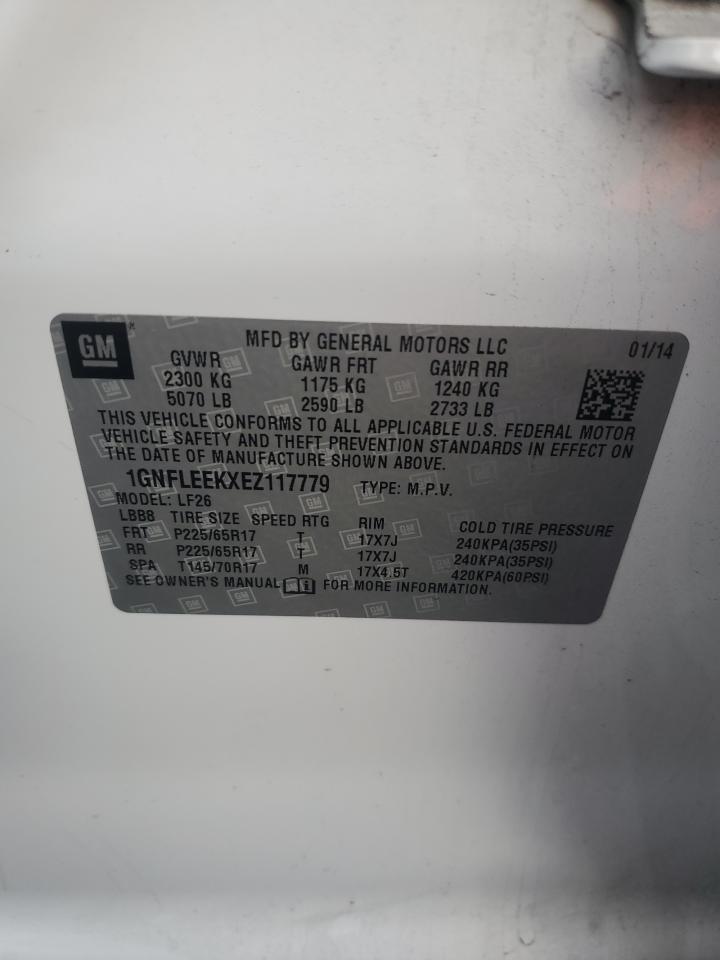 GM
MFD BY GENERAL MOTORS LLC 01/14
GVWR GAWR FRT GAWR RR
2300 KG 1175 KG 1240 KG
5070 LB 2590 LB 2733 LB
THIS VEHICLE CONFORMS TO ALL APPLICABLE U.S. FEDERAL MOTOR
VEHICLE SAFETY AND THEFT PREVENTION STANDARDS IN EFFECT ON
THE DATE OF MANUFACTURE SHOWN ABOVE.
1GNFLEEKXEZ117779 TYPE: M.P.V.
MODEL: LF26
LBB8 TIRE SIZE SPEED RTG RIM COLD TIRE PRESSURE
FRT P225/65R17 T 17X7J 240KPA(35PSI)
RR P225/65R17 T 17X7J 240KPA(35PSI)
SPA T145/70R17 M 17X4.5T 420KPA(60PSI)
SEE OWNER'S MANUAL FOR MORE INFORMATION.